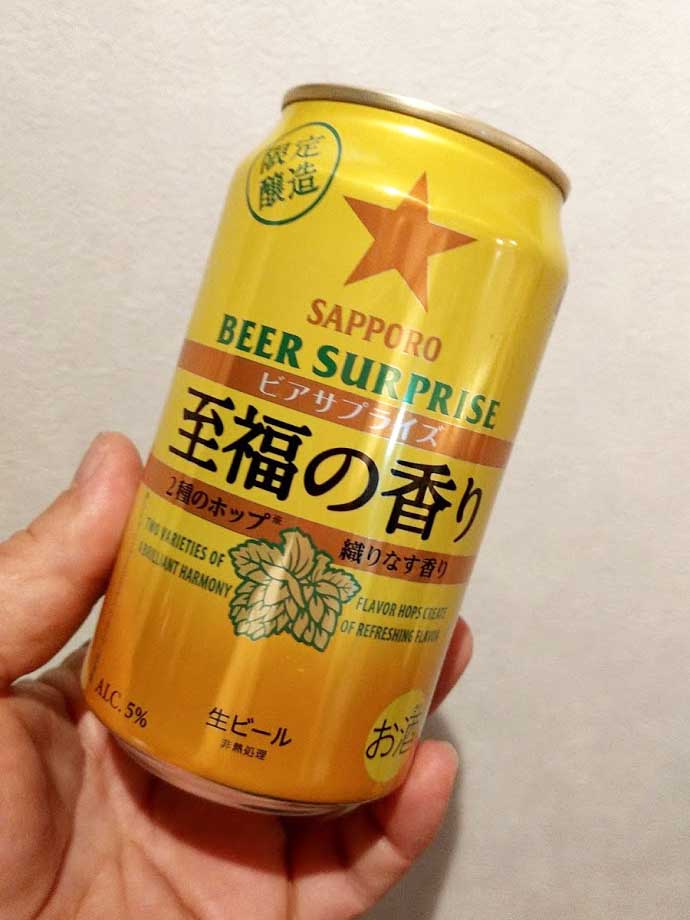 限定
醸造
SAPPORO
BEER SURPRISE
ビアサプライズ
至福の香り
2種のホップ※
織りなす香り
TWO VARIETIES OF
FLAVOR HOPS CREATE
A BRILLIANT HARMONY
OF REFRESHING FLAVOR
ALC. 5%
生ビール
非熱処理
お酒